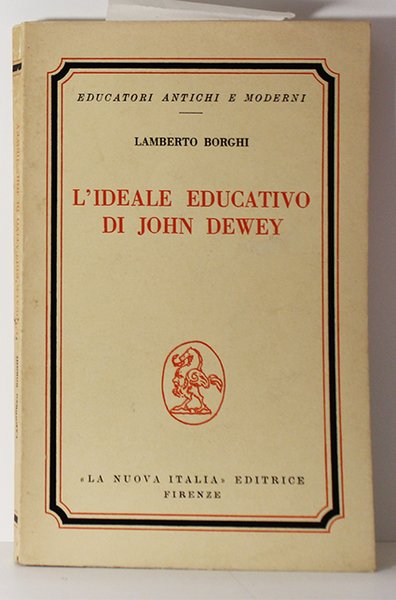 EDUCATORI ANTICHI E MODERNI
LAMBERTO BORGHI
L'IDEALE EDUCATIVO
DI JOHN DEWEY
«LA NUOVA ITALIA» EDITRICE
FIRENZE